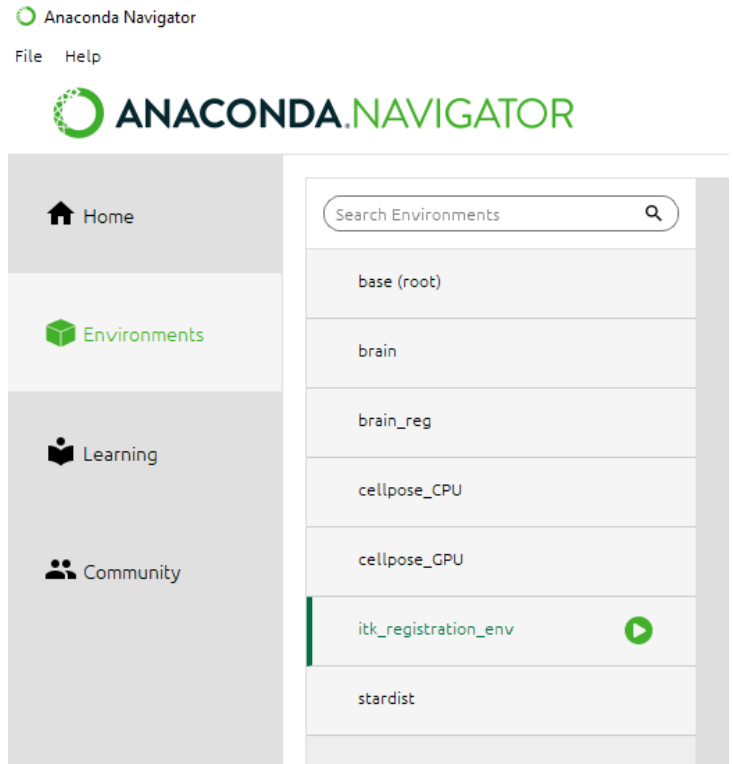 Anaconda Navigator
File Help
ANACONDA.NAVIGATOR
Home
Environments
Learning
Community
Search Environments
base (root)
brain
brain_reg
cellpose_CPU
cellpose_GPU
itk_registration_env
stardist